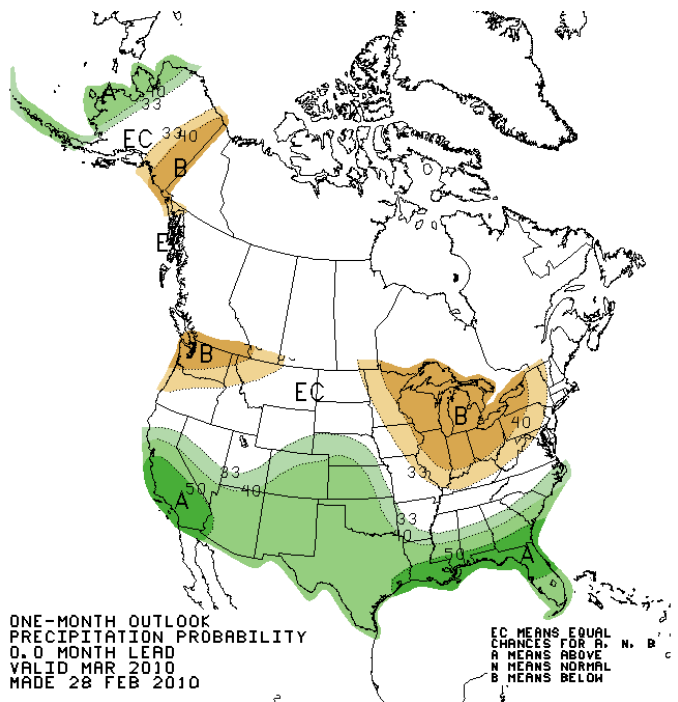 A 40
33
EC 33 40
B
E
B
EC
B
40
33
33
50 40
A
33
40
50 A
ONE-MONTH OUTLOOK
PRECIPITATION PROBABILITY
0.0 MONTH LEAD
VALID MAR 2010
MADE 28 FEB 2010
EC MEANS EQUAL
CHANCES FOR A, N, B
A MEANS ABOVE
N MEANS NORMAL
B MEANS BELOW